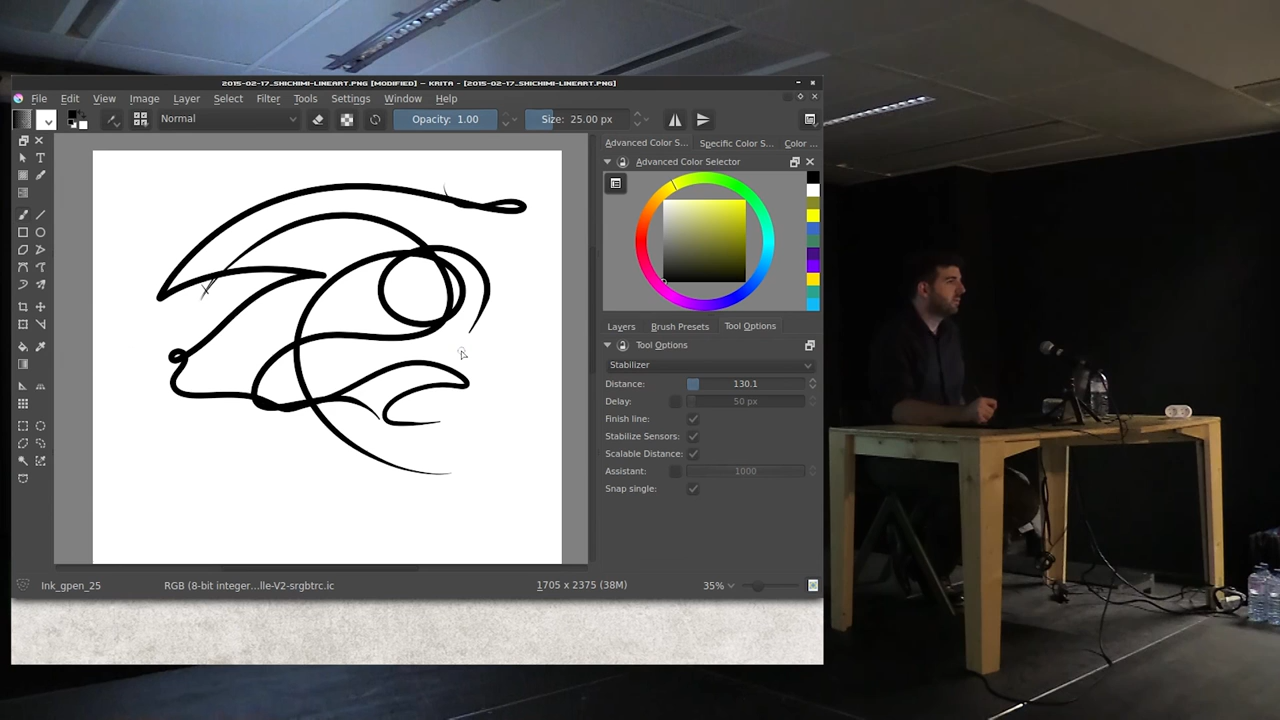 2015-02-17_SHICHIMI-LINEART.PNG [MODIFIED] – KRITA - [2015-02-17_SHICHIMI-LINEART.PNG]
File Edit View Image Layer Select Filter Tools Settings Window Help
Normal Opacity: 1.00 Size: 25.00 px
Advanced Color S... Specific Color S... Color ...
Advanced Color Selector
Layers Brush Presets Tool Options
Tool Options
Stabilizer
Distance: 130.1
Delay: 50 px
Finish line:
Stabilize Sensors:
Scalable Distance:
Assistant: 1000
Snap single:
Ink_gpen_25 RGB (8-bit integer...lle-V2-srgbtrc.ic 1705 x 2375 (38M) 35%